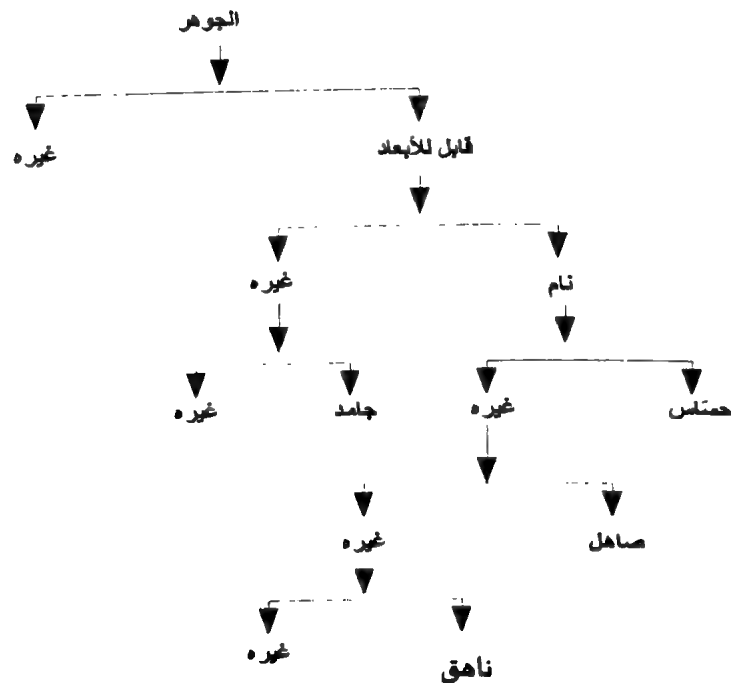 الجوهر
قابل للأبعاد
غيره
نام
غيره
حساس
غيره
جامد
غيره
صاهل
غيره
ناهق
غيره